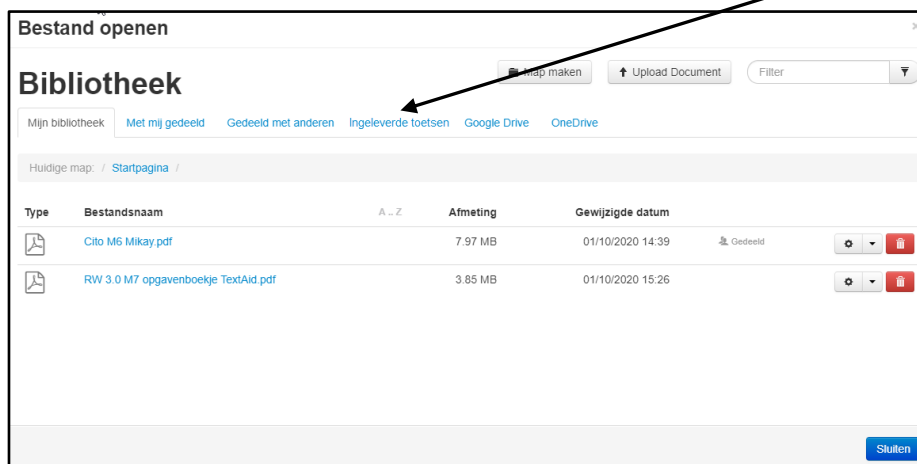 Bestand openen
Bibliotheek
Map maken
Upload Document
Filter
Mijn bibliotheek Met mij gedeeld Gedeeld met anderen Ingeleverde toetsen Google Drive OneDrive
Huidige map: / Startpagina /
Type Bestandsnaam A .. Z Afmeting Gewijzigde datum
Cito M6 Mikay.pdf 7.97 MB 01/10/2020 14:39 Gedeeld
RW 3.0 M7 opgavenboekje TextAid.pdf 3.85 MB 01/10/2020 15:26
Sluiten